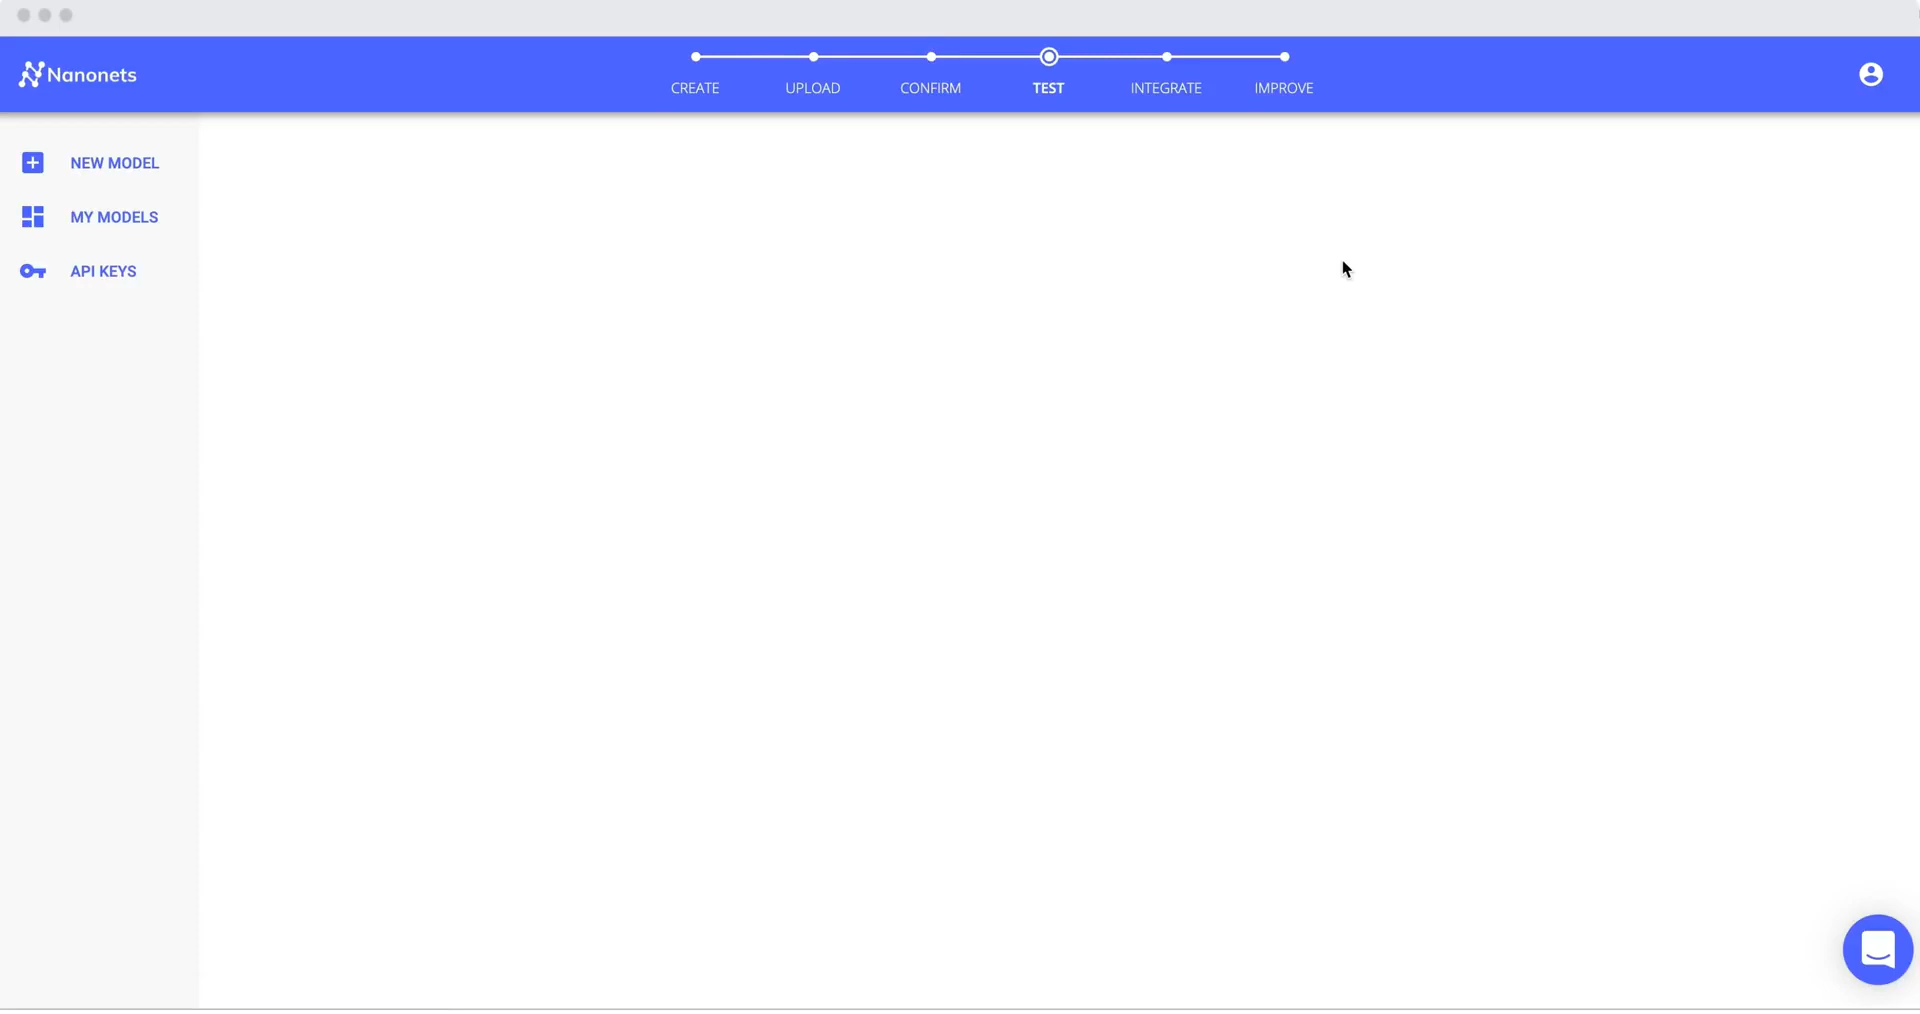 Nanonets
CREATE UPLOAD CONFIRM TEST INTEGRATE IMPROVE
NEW MODEL
MY MODELS
API KEYS